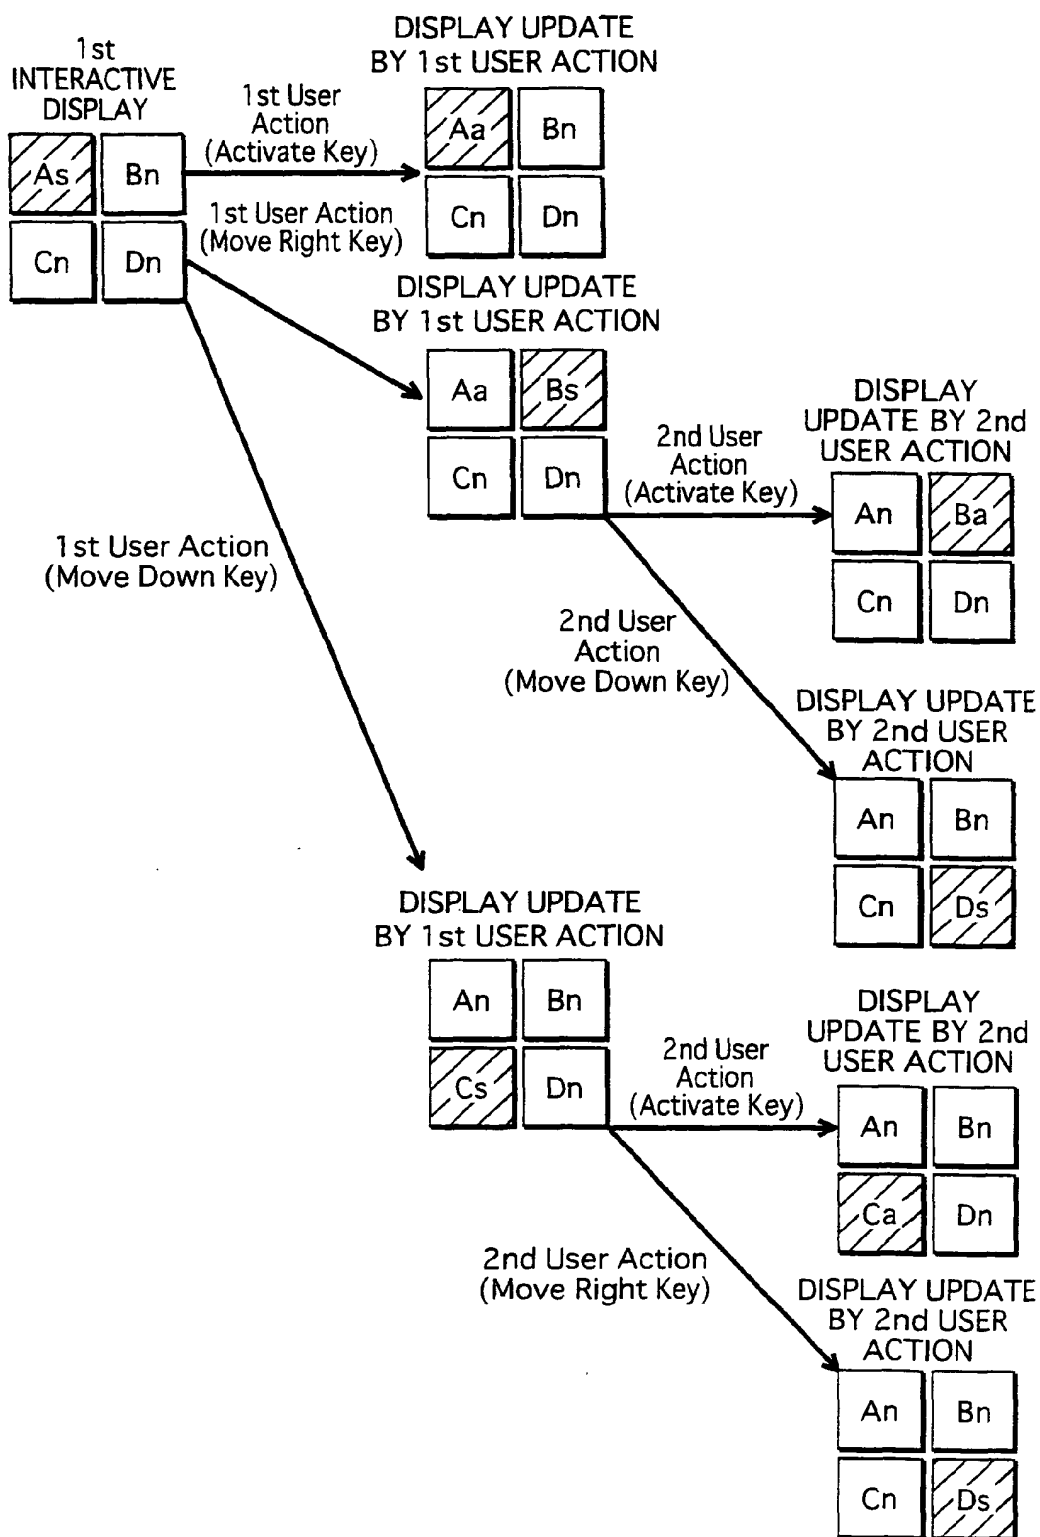 1st
INTERACTIVE
DISPLAY
As Bn
Cn Dn
1st User
Action
(Activate Key)
1st User Action
(Move Right Key)
DISPLAY UPDATE
BY 1st USER ACTION
Aa Bn
Cn Dn
DISPLAY UPDATE
BY 1st USER ACTION
Aa Bs
Cn Dn
2nd User
Action
(Activate Key)
DISPLAY
UPDATE BY 2nd
USER ACTION
An Ba
Cn Dn
1st User Action
(Move Down Key)
2nd User
Action
(Move Down Key)
DISPLAY UPDATE
BY 2nd USER
ACTION
An Bn
Cn Ds
DISPLAY UPDATE
BY 1st USER ACTION
An Bn
Cs Dn
2nd User
Action
(Activate Key)
DISPLAY
UPDATE BY 2nd
USER ACTION
An Bn
Ca Dn
2nd User Action
(Move Right Key)
DISPLAY UPDATE
BY 2nd USER
ACTION
An Bn
Cn Ds